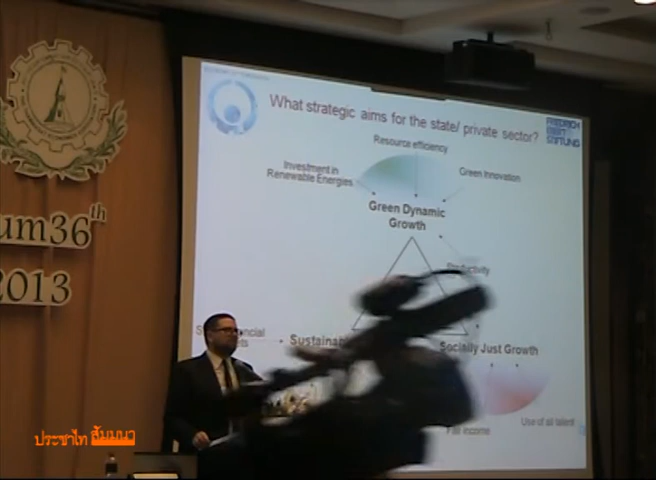 um36th
2013
What strategic aims for the state/ private sector?
FRIEDRICH
EBERT
STIFTUNG
Resource efficiency
Investment in
Renewable Energies
Green Innovation
Green Dynamic
Growth
Socially Just Growth
Fair income
Use of all talent
ประชาไท